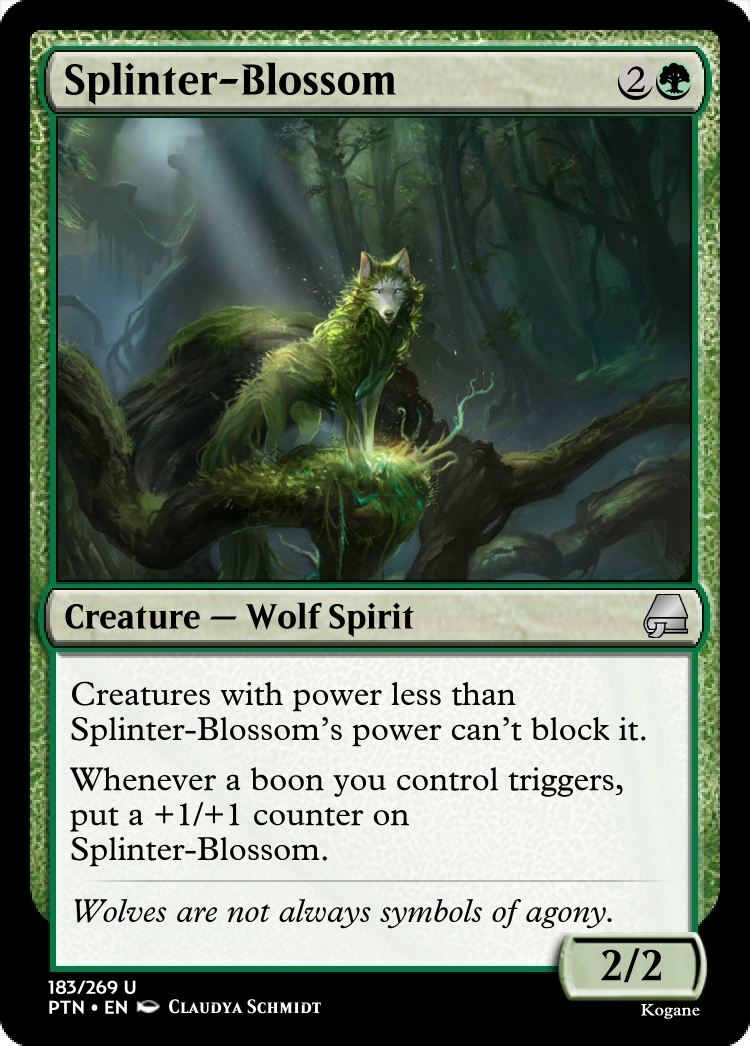 Splinter-Blossom
2
Creature — Wolf Spirit
Creatures with power less than
Splinter-Blossom's power can't block it.
Whenever a boon you control triggers,
put a +1/+1 counter on
Splinter-Blossom.
Wolves are not always symbols of agony.
2/2
183/269 U
PTN • EN Claudya Schmidt
Kogane